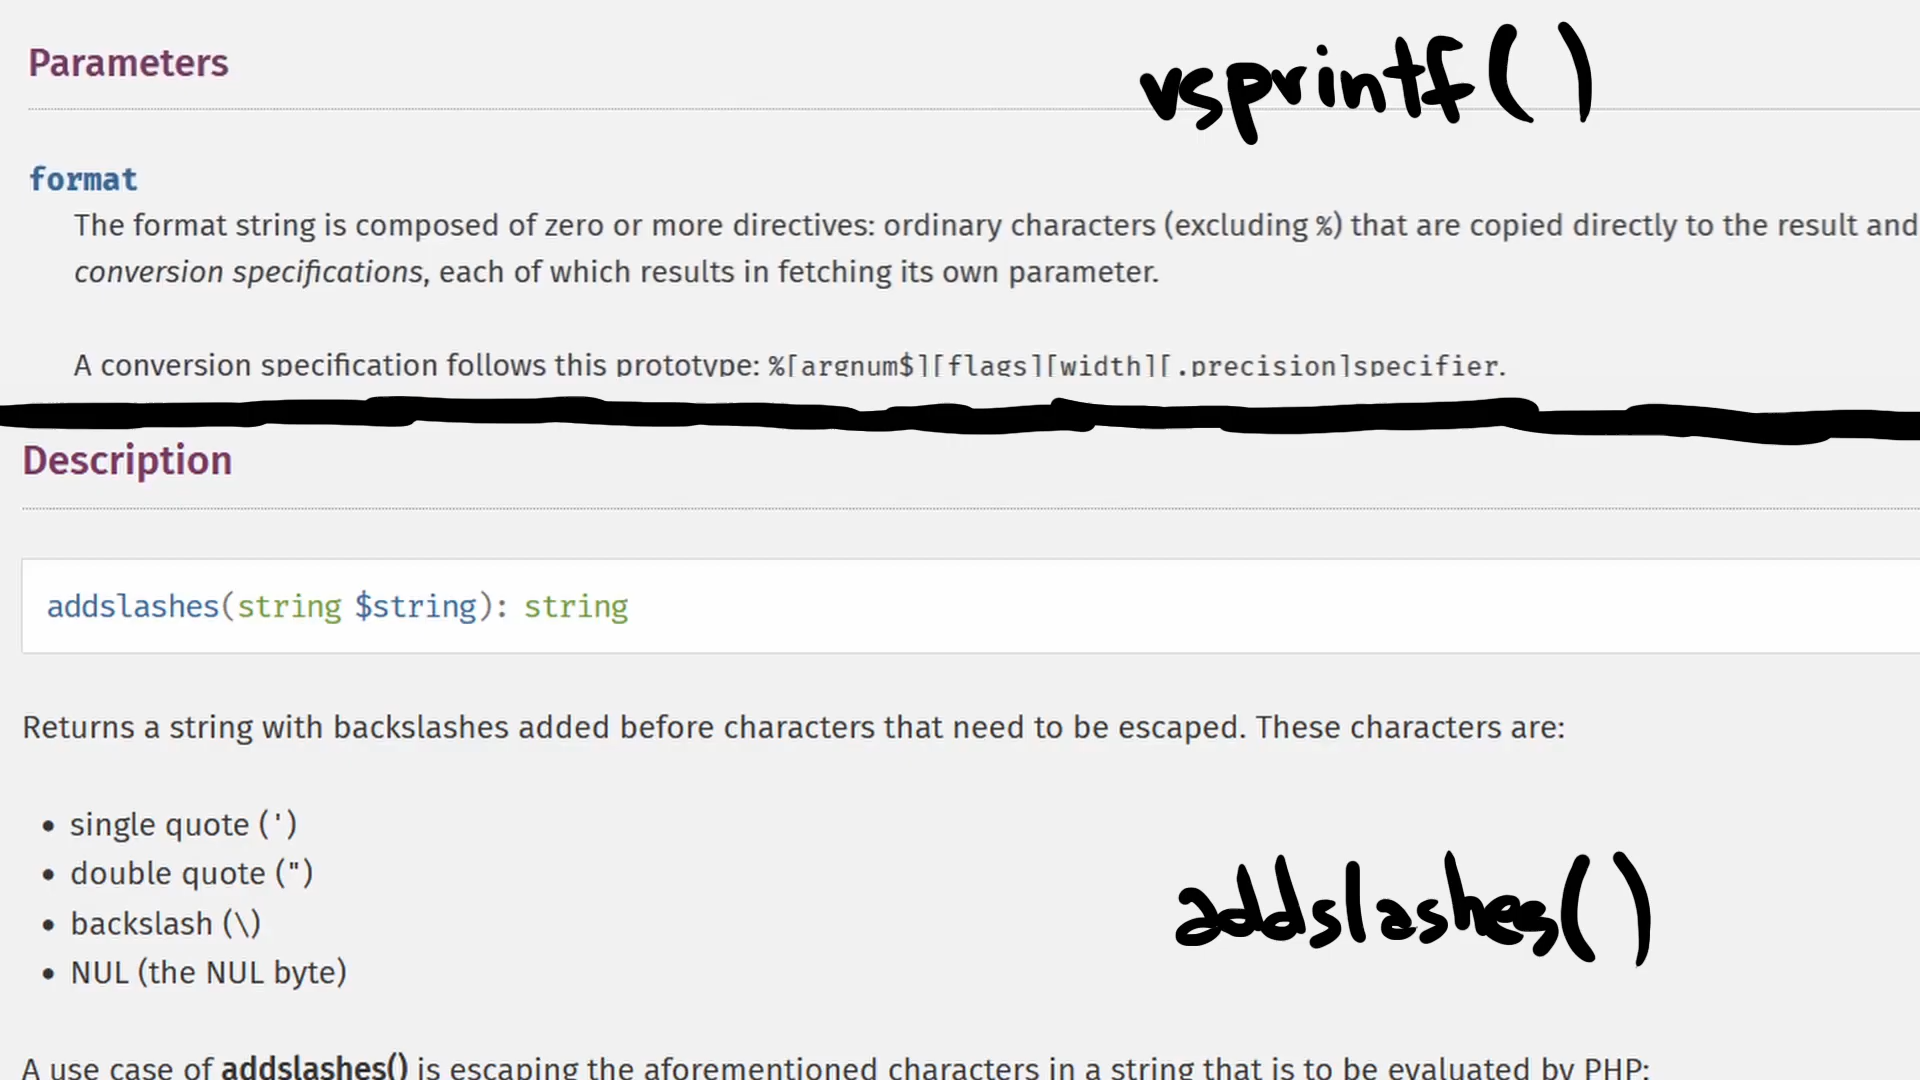 Parameters
vsprintf()
format
The format string is composed of zero or more directives: ordinary characters (excluding %) that are copied directly to the result and
conversion specifications, each of which results in fetching its own parameter.
A conversion specification follows this prototype: %[argnum$][flags][width][.precision]specifier.
Description
addslashes(string $string): string
Returns a string with backslashes added before characters that need to be escaped. These characters are:
• single quote (')
• double quote (")
• backslash (\)
• NUL (the NUL byte)
addslashes()
A use case of addslashes() is escaping the aforementioned characters in a string that is to be evaluated by PHP: